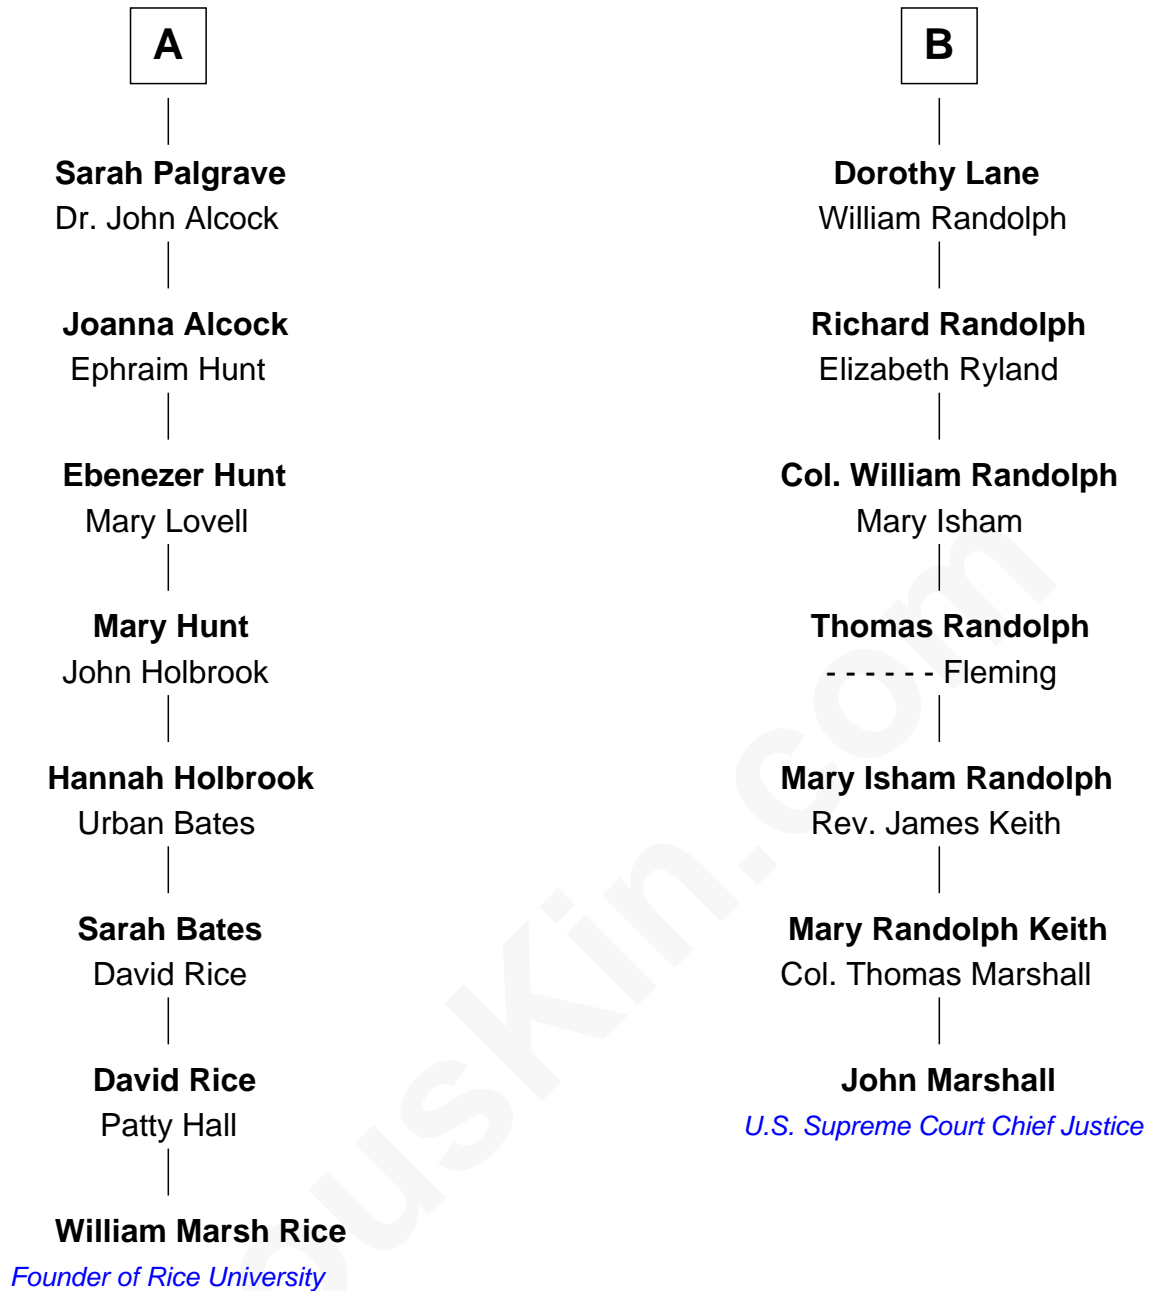 A
Sarah Palgrave
Dr. John Alcock
Joanna Alcock
Ephraim Hunt
Ebenezer Hunt
Mary Lovell
Mary Hunt
John Holbrook
Hannah Holbrook
Urban Bates
Sarah Bates
David Rice
David Rice
Patty Hall
William Marsh Rice
Founder of Rice University
B
Dorothy Lane
William Randolph
Richard Randolph
Elizabeth Ryland
Col. William Randolph
Mary Isham
Thomas Randolph
- - - - - - Fleming
Mary Isham Randolph
Rev. James Keith
Mary Randolph Keith
Col. Thomas Marshall
John Marshall
U.S. Supreme Court Chief Justice
ousKin.com